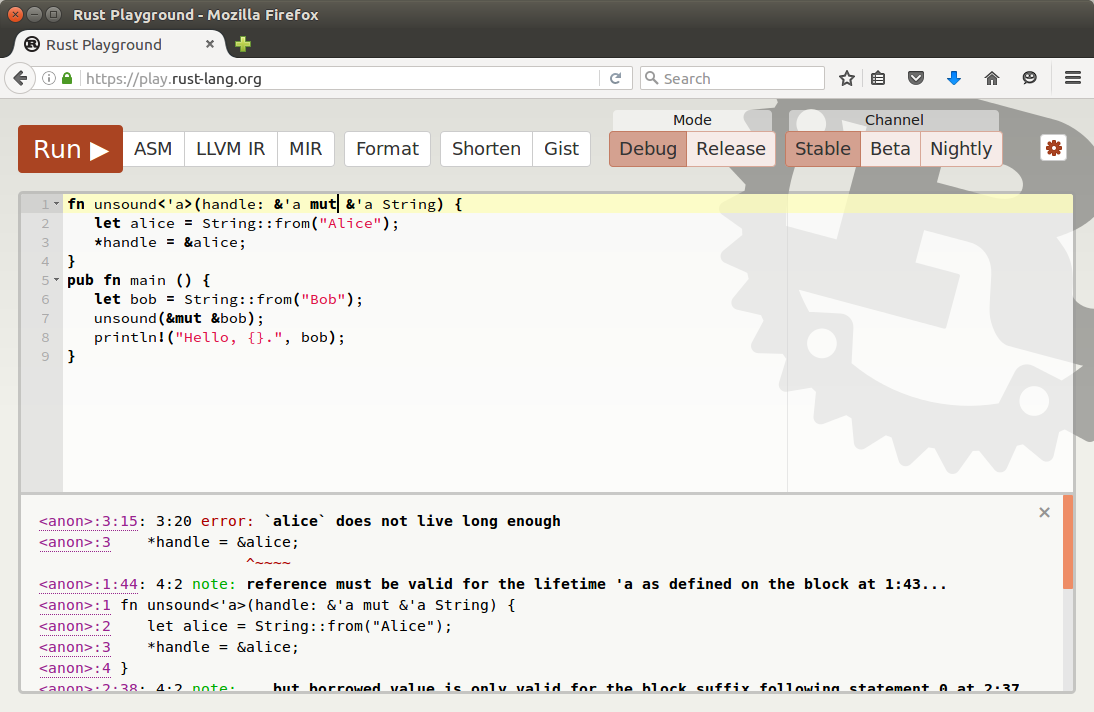 Rust Playground - Mozilla Firefox
Rust Playground
https://play.rust-lang.org
Search
Mode
Channel
Run ▶ ASM LLVM IR MIR Format Shorten Gist Debug Release Stable Beta Nightly
1 fn unsound<'a>(handle: &'a mut &'a String) {
2    let alice = String::from("Alice");
3    *handle = &alice;
4 }
5 pub fn main () {
6    let bob = String::from("Bob");
7    unsound(&mut &bob);
8    println!("Hello, {}.", bob);
9 }
<anon>:3:15: 3:20 error: `alice` does not live long enough
<anon>:3    *handle = &alice;
^~~~~
<anon>:1:44: 4:2 note: reference must be valid for the lifetime 'a as defined on the block at 1:43...
<anon>:1 fn unsound<'a>(handle: &'a mut &'a String) {
<anon>:2    let alice = String::from("Alice");
<anon>:3    *handle = &alice;
<anon>:4 }
<anon>:2:38: 4:2 note: ...but borrowed value is only valid for the block suffix following statement 0 at 2:37